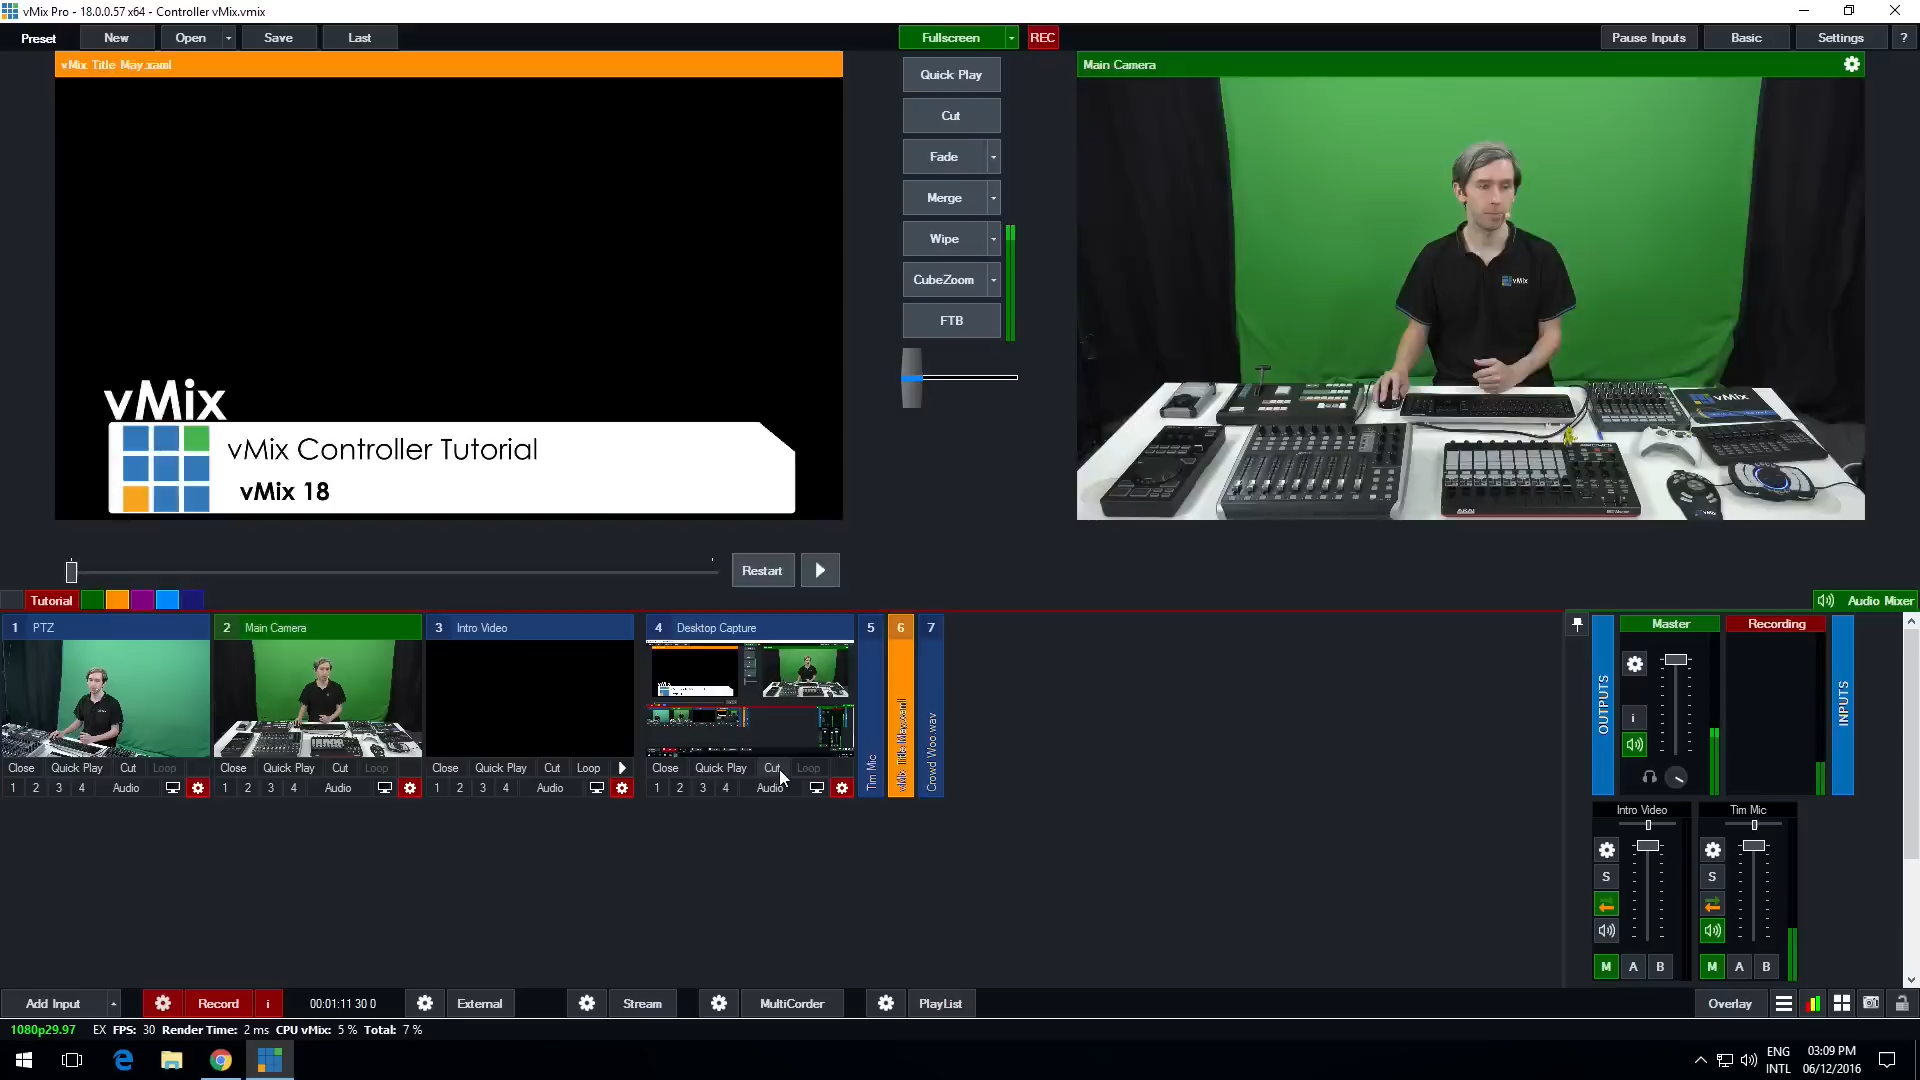 vMix Pro - 18.0.0.57 x64 - Controller vMix.vmix
Preset New Open Save Last Fullscreen REC Pause Inputs Basic Settings ?
vMix Title May.xaml
Main Camera
Quick Play
Cut
Fade
Merge
Wipe
CubeZoom
FTB
vMix
vMix Controller Tutorial
vMix 18
vMix
vMix
AKAI
Restart
Tutorial
Audio Mixer
1 PTZ
2 Main Camera
3 Intro Video
4 Desktop Capture
5 Tim Mic
6 vMix Title May.xaml
7 Crowd Woo.wav
Close Quick Play Cut Loop
1 2 3 4 Audio
Close Quick Play Cut Loop
1 2 3 4 Audio
Close Quick Play Cut Loop
1 2 3 4 Audio
Close Quick Play Cut Loop
1 2 3 4 Audio
OUTPUTS
Master
Recording
INPUTS
i
Intro Video
Tim Mic
S
S
M A B
M A B
Add Input Record i 00:01:11 30 0 External Stream MultiCorder PlayList Overlay
1080p29.97 EX FPS: 30 Render Time: 2 ms CPU vMix: 5 % Total: 7 %
ENG
INTL
03:09 PM
06/12/2016